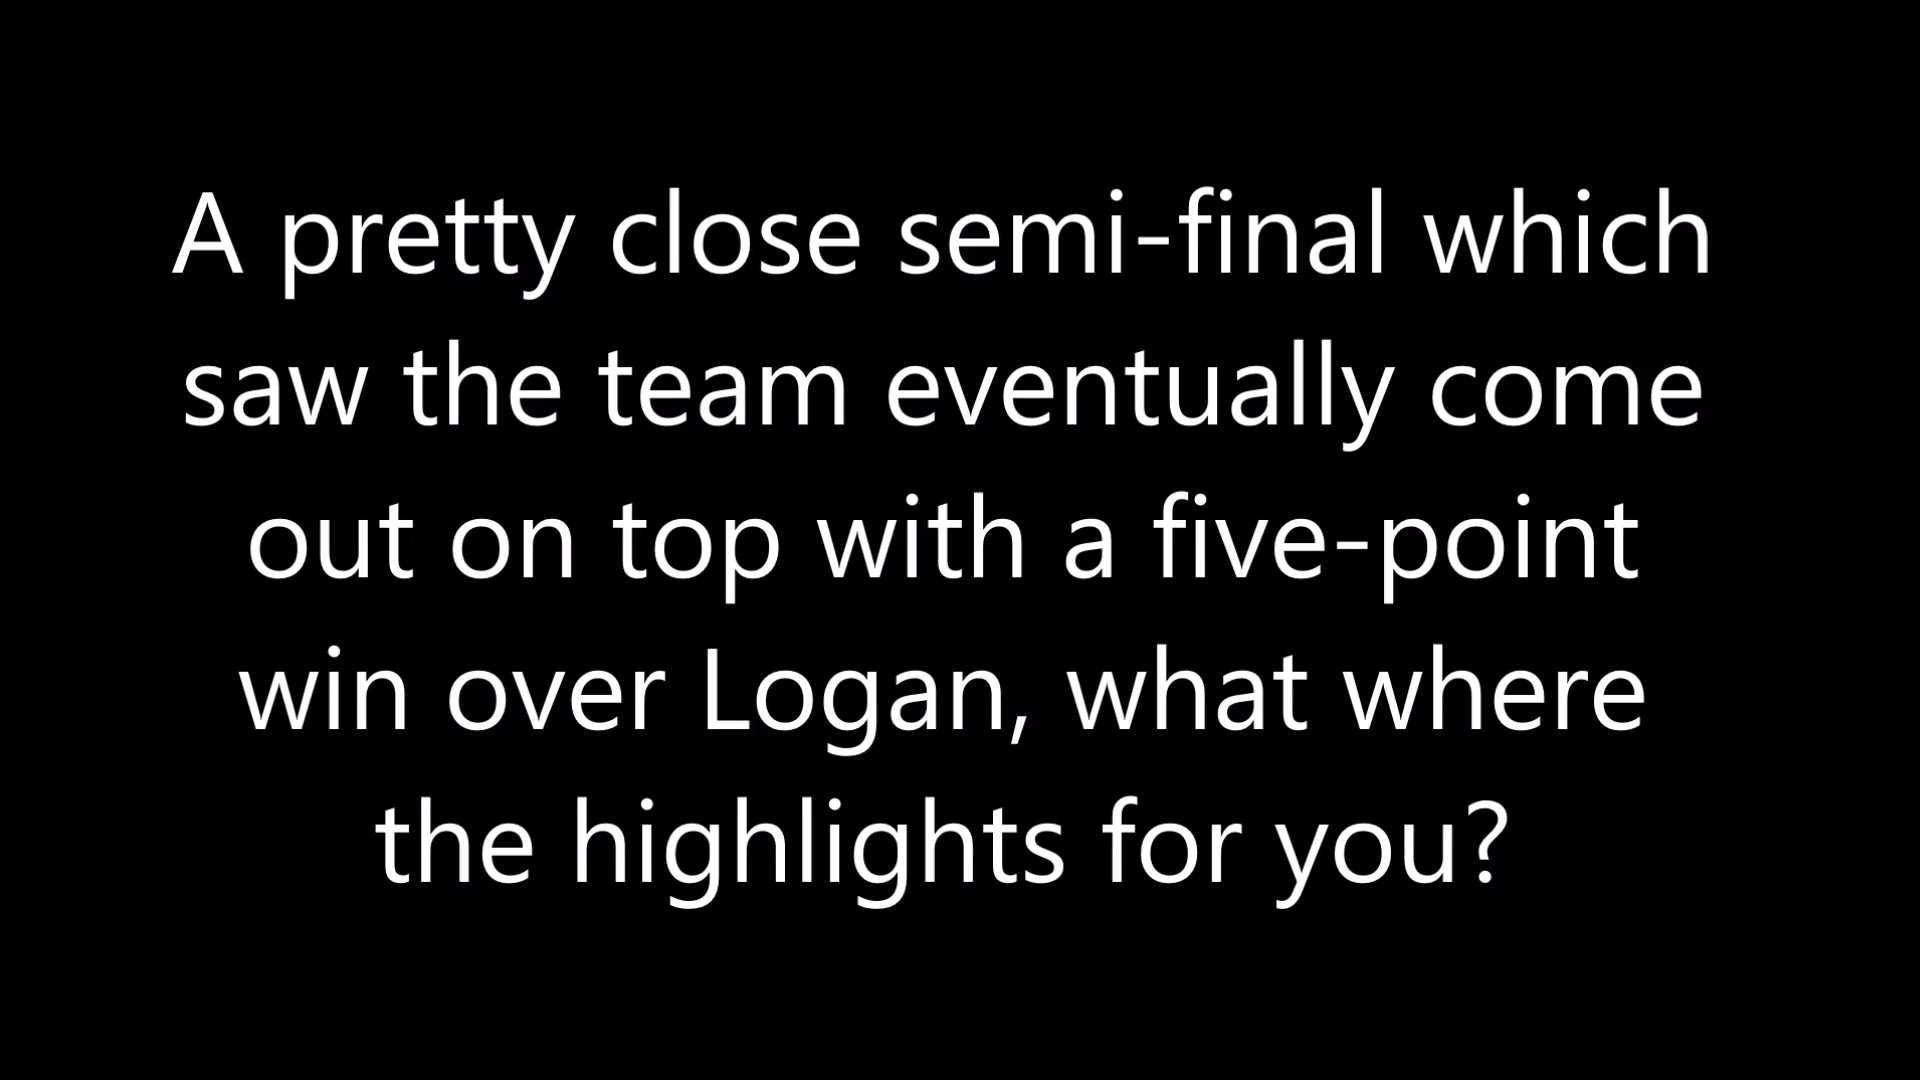 A pretty close semi-final which
saw the team eventually come
out on top with a five-point
win over Logan, what where
the highlights for you?